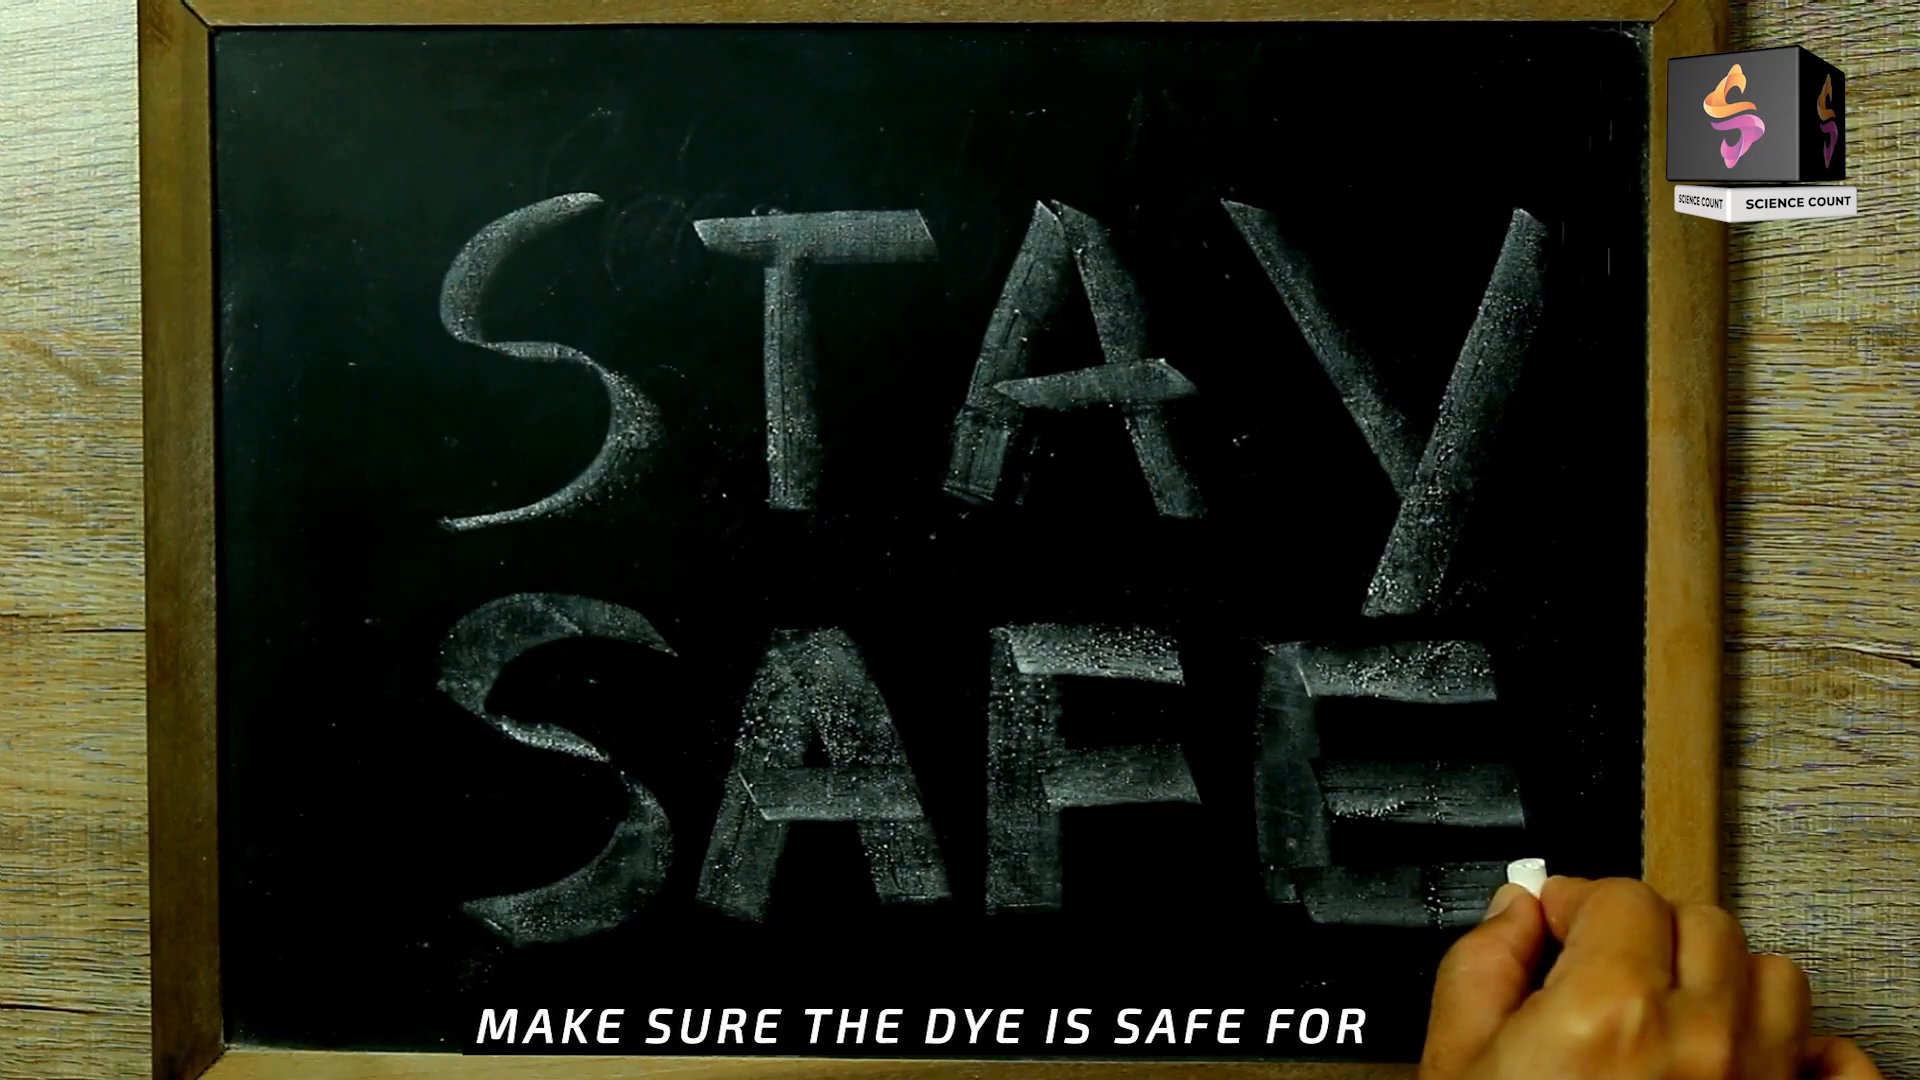 STAY
SAFE
SCIENCE COUNT
SCIENCE COUNT
MAKE SURE THE DYE IS SAFE FOR